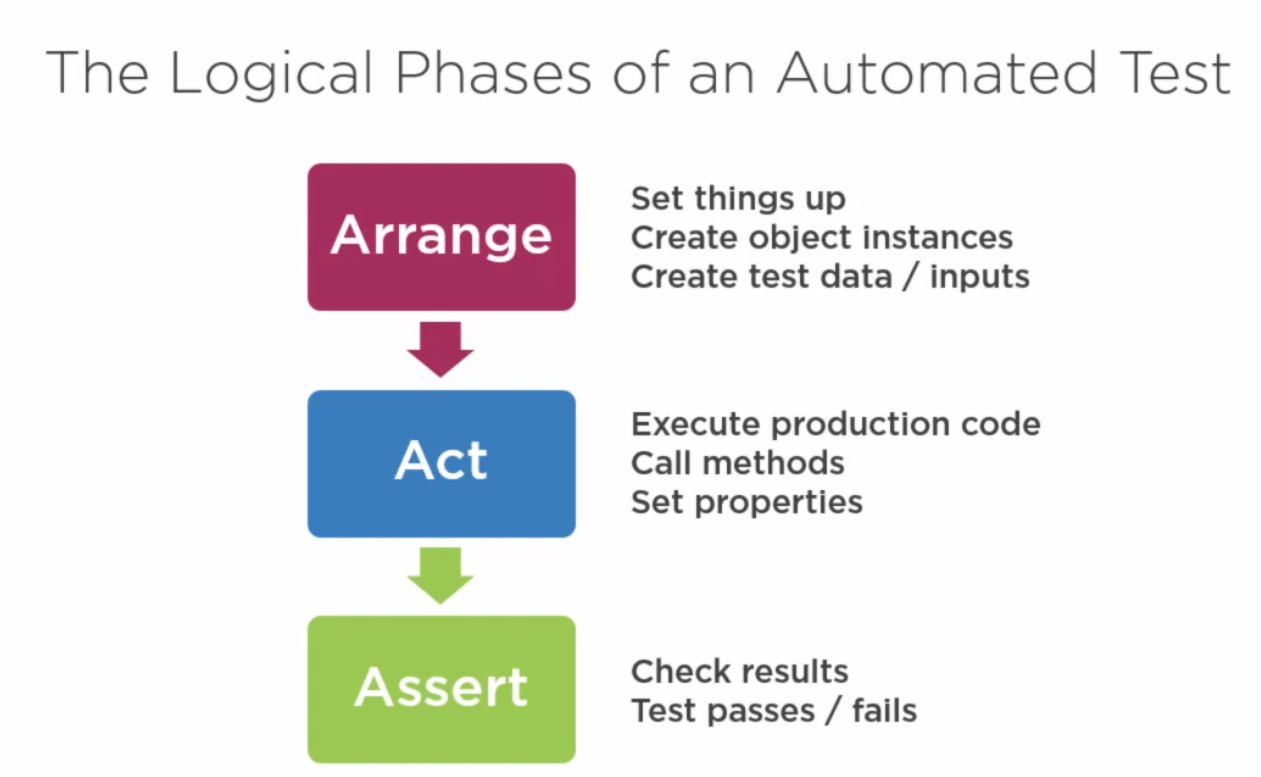 The Logical Phases of an Automated Test
Arrange
Set things up
Create object instances
Create test data / inputs
Act
Execute production code
Call methods
Set properties
Assert
Check results
Test passes / fails